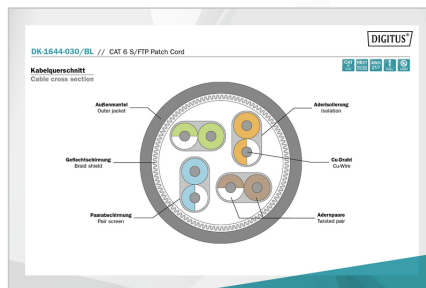 DIGITUS®
DK-1644-030/BL // CAT 6 S/FTP Patch Cord
Kabelquerschnitt
Cable cross section
Außenmantel
Outer jacket
Aderisolierung
Isolation
Geflechtschirmung
Braid shield
Cu-Draht
Cu-Wire
Paarabschirmung
Pair screen
Adernpaare
Twisted pair